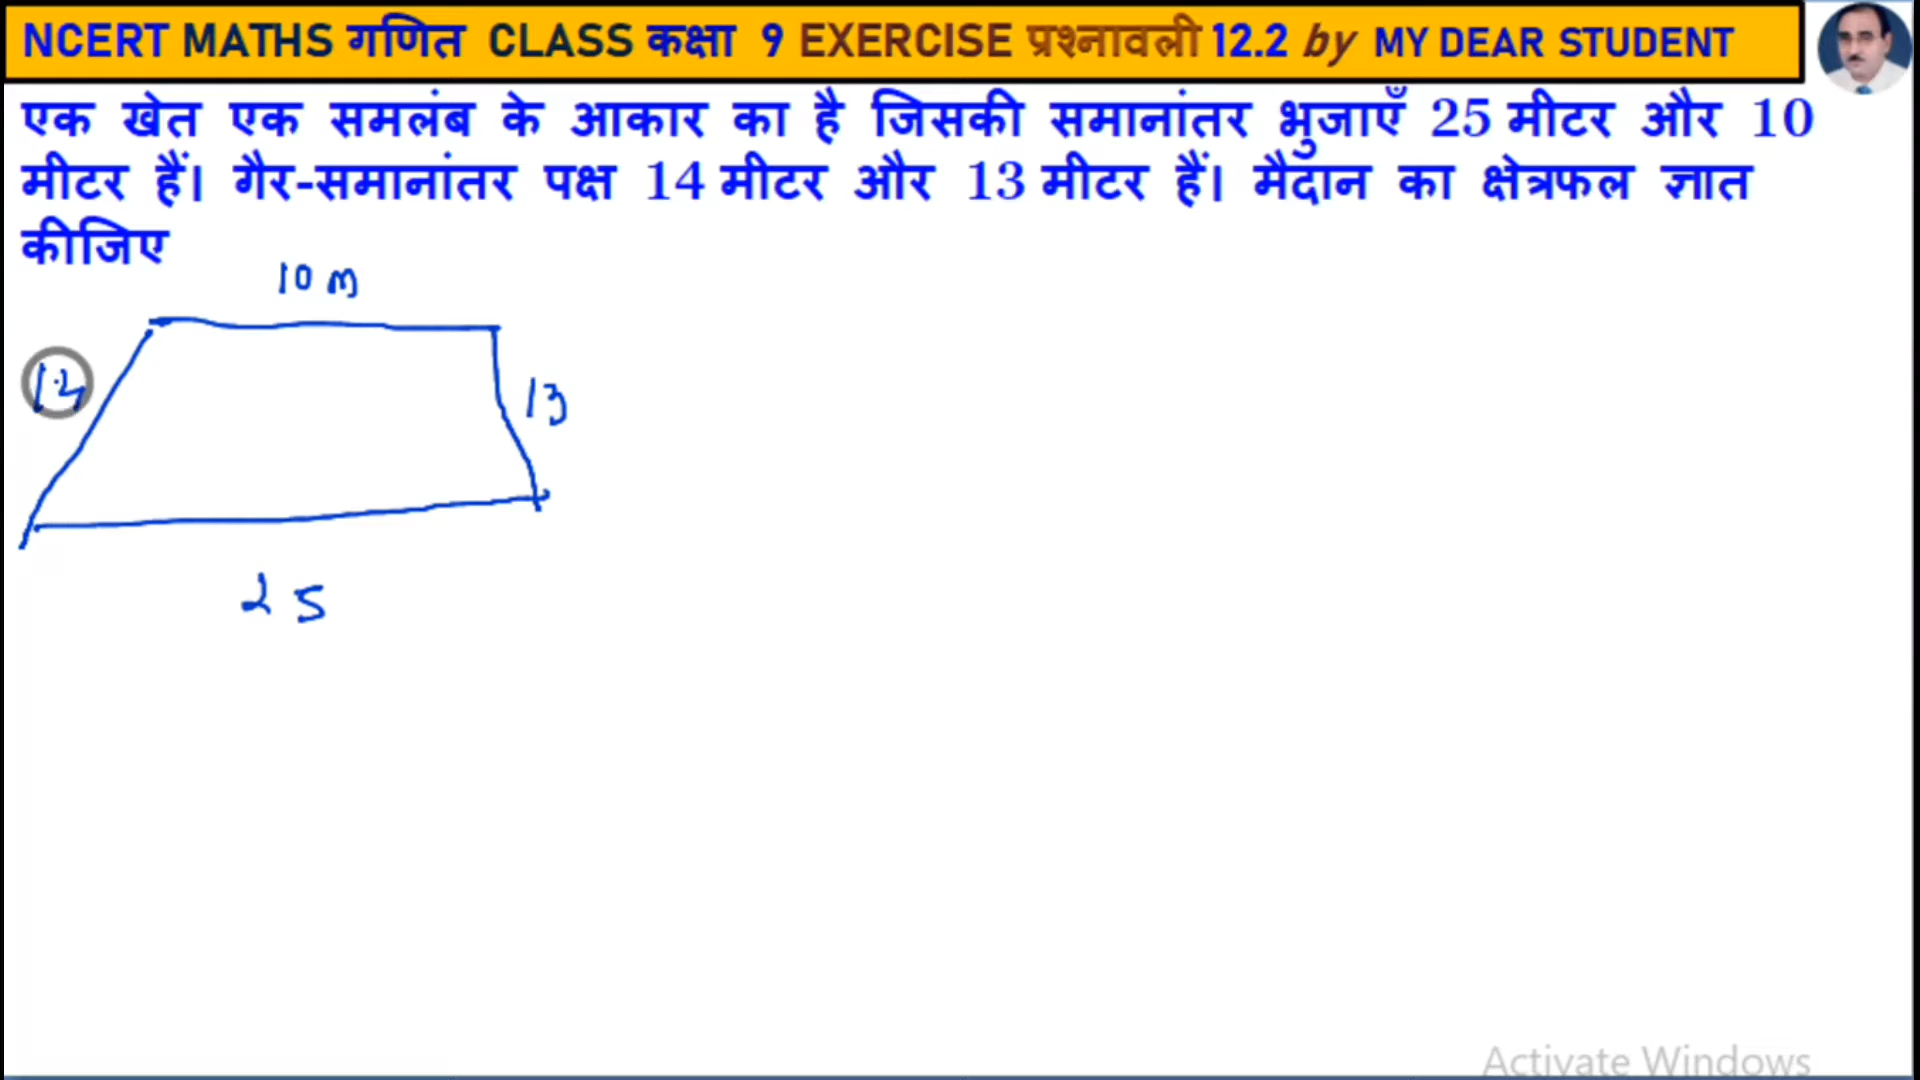 NCERT MATHS गणित CLASS कक्षा 9 EXERCISE प्रश्नावली 12.2 by MY DEAR STUDENT
एक खेत एक समलंब के आकार का है जिसकी समानांतर भुजाएँ 25 मीटर और 10
मीटर हैं। गैर-समानांतर पक्ष 14 मीटर और 13 मीटर हैं। मैदान का क्षेत्रफल ज्ञात
कीजिए
10 m
14
13
25
Activate Windows